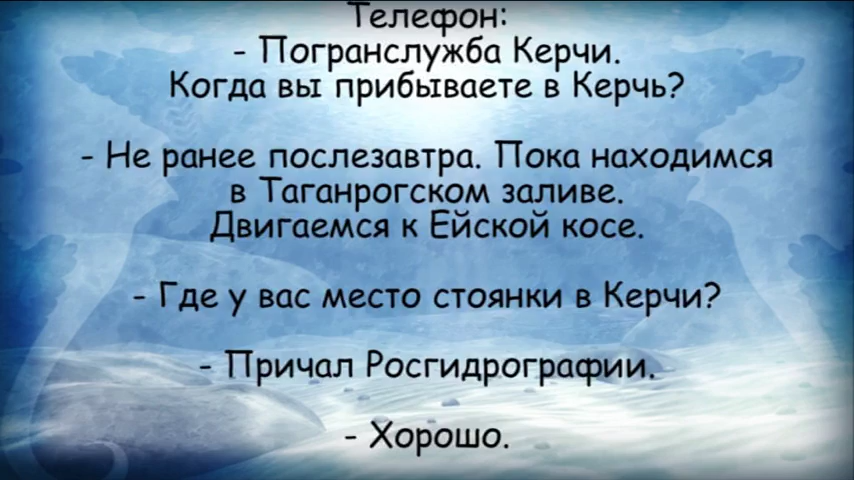 Телефон:
- Погранслужба Керчи.
Когда вы прибываете в Керчь?
- Не ранее послезавтра. Пока находимся
в Таганрогском заливе.
Двигаемся к Ейской косе.
- Где у вас место стоянки в Керчи?
- Причал Росгидрографии.
- Хорошо.